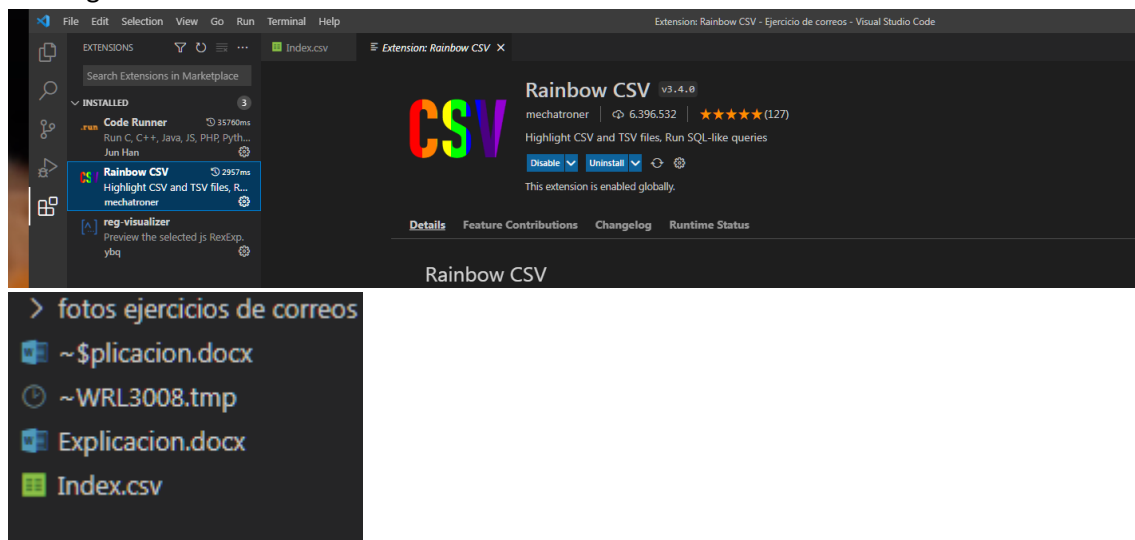 File Edit Selection View Go Run Terminal Help
Extension: Rainbow CSV - Ejercicio de correos - Visual Studio Code
EXTENSIONS
Index.csv
Extension: Rainbow CSV
Search Extensions in Marketplace
INSTALLED 3
.run Code Runner 35760ms
Run C, C++, Java, JS, PHP, Pyth...
Jun Han
Rainbow CSV 2957ms
Highlight CSV and TSV files, R...
mechatroner
reg-visualizer
Preview the selected js RexExp.
ybq
CSV
Rainbow CSV v3.4.0
mechatroner 6.396.532 (127)
Highlight CSV and TSV files, Run SQL-like queries
Disable Uninstall
This extension is enabled globally.
Details Feature Contributions Changelog Runtime Status
Rainbow CSV
> fotos ejercicios de correos
~$plicacion.docx
~WRL3008.tmp
Explicacion.docx
Index.csv